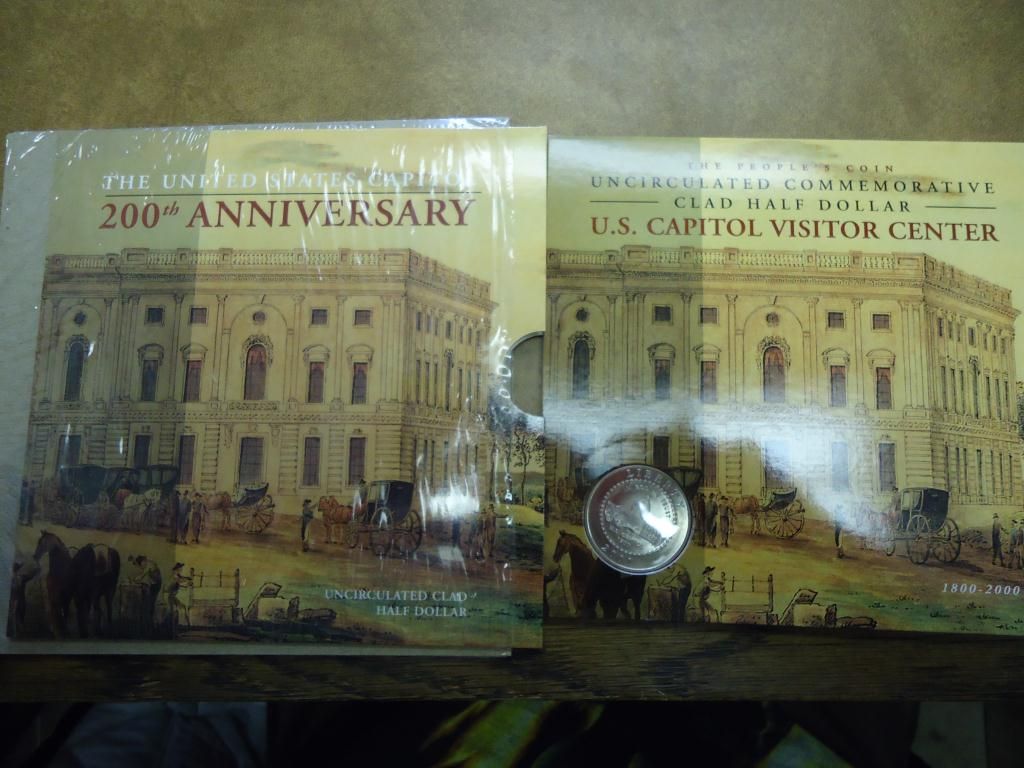 THE UNITED STATES CAPITOL
200th ANNIVERSARY
UNCIRCULATED CLAD
HALF DOLLAR
THE PEOPLE'S COIN
UNCIRCULATED COMMEMORATIVE
CLAD HALF DOLLAR
U.S. CAPITOL VISITOR CENTER
1800-2000